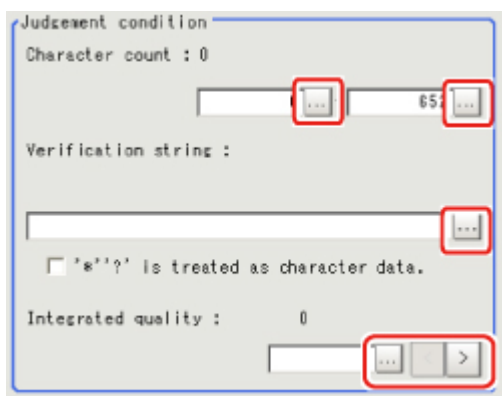 Judgement condition
Character count : 0
... ...
Verification string :
...
'*''?' is treated as character data.
Integrated quality : 0
... < >